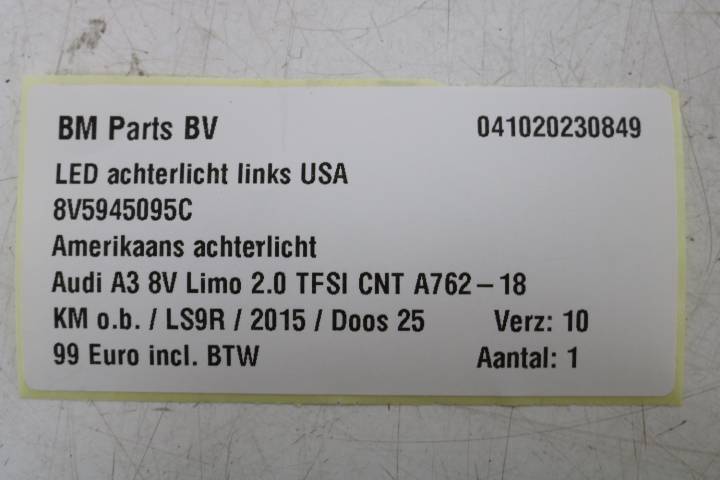 BM Parts BV 041020230849
LED achterlicht links USA
8V5945095C
Amerikaans achterlicht
Audi A3 8V Limo 2.0 TFSI CNT A762-18
KM o.b. / LS9R / 2015 / Doos 25 Verz: 10
99 Euro incl. BTW Aantal: 1